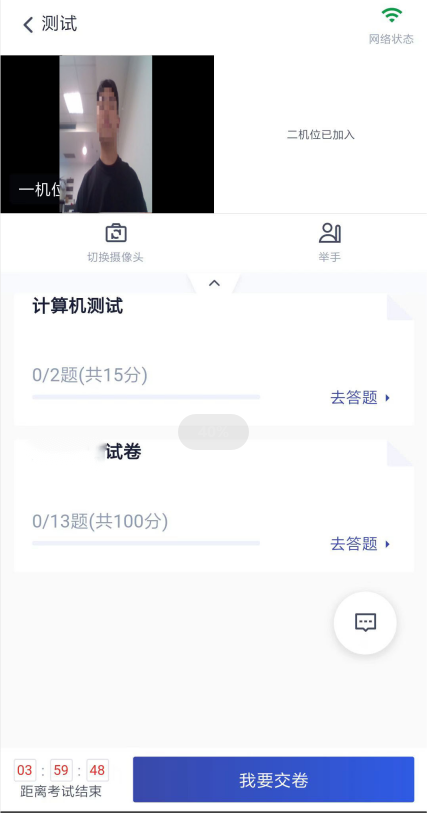 测试
网络状态
一机位
二机位已加入
切换摄像头
举手
计算机测试
0/2题(共15分)
去答题
试卷
0/13题(共100分)
去答题
03 : 59 : 48
距离考试结束
我要交卷